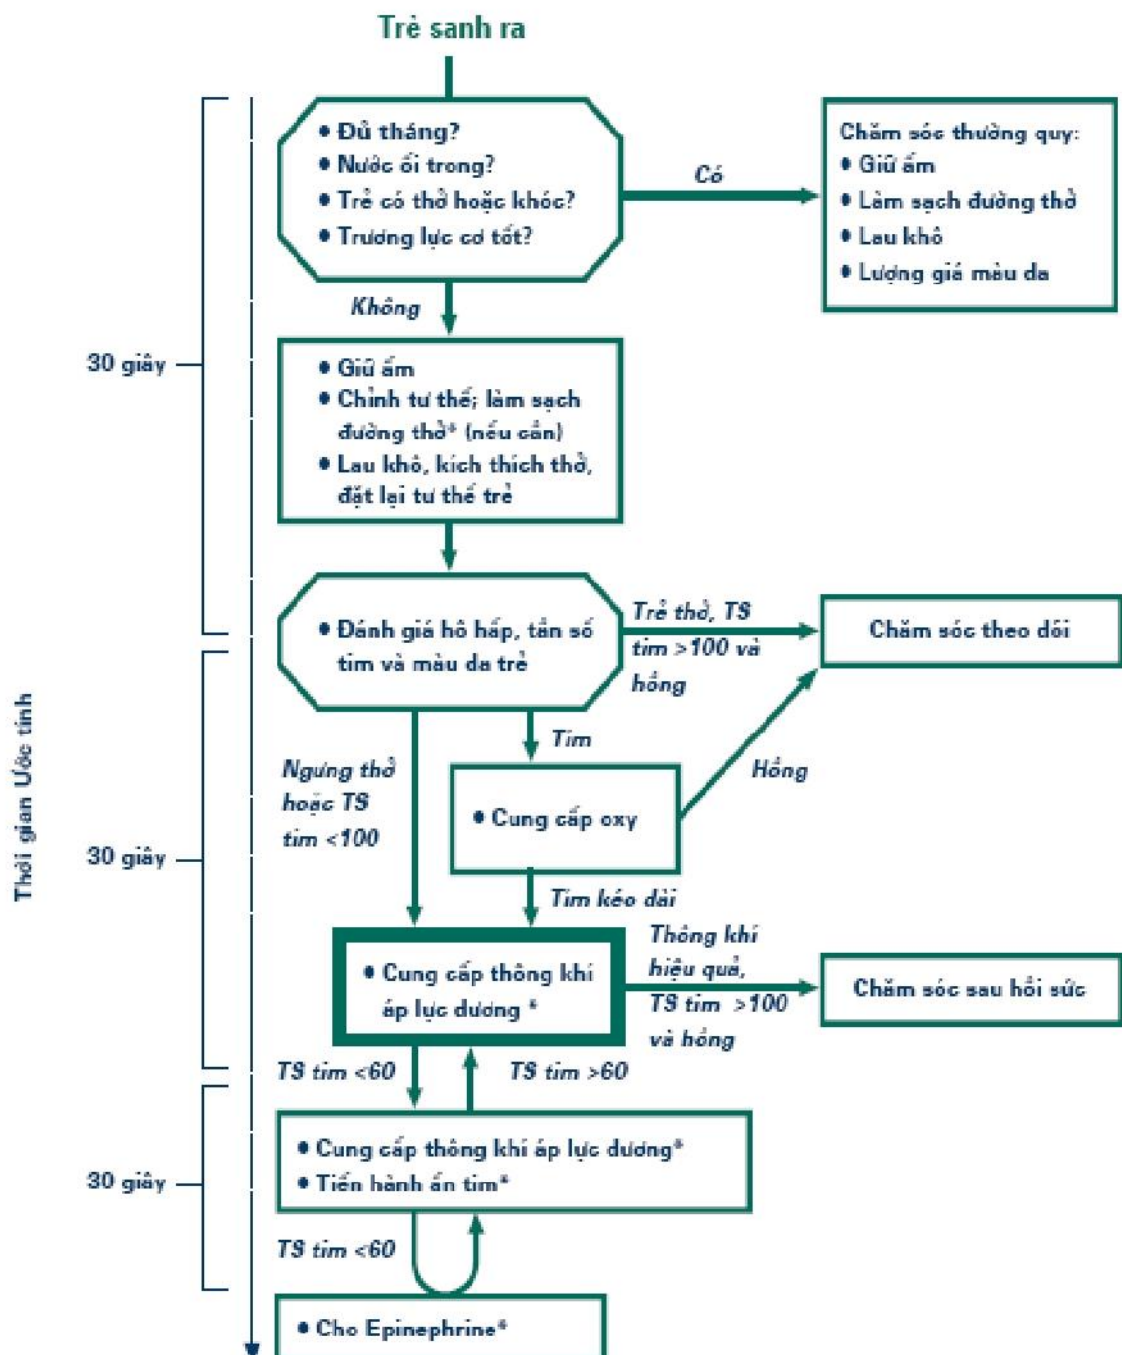 Trẻ sanh ra
• Đủ tháng?
• Nước ối trong?
• Trẻ có thở hoặc khóc?
• Trương lực cơ tốt?
Có
Chăm sóc thường quy:
• Giữ ấm
• Làm sạch đường thở
• Lau khô
• Lượng giá màu da
Không
30 giây
• Giữ ấm
• Chỉnh tư thế; làm sạch
đường thở* (nếu cần)
• Lau khô, kích thích thở,
đặt lại tư thế trẻ
• Đánh giá hô hấp, tần số
tim và màu da trẻ
Trẻ thở, TS
tim >100 và
hồng
Chăm sóc theo dõi
Thời gian Ước tính
30 giây
Ngưng thở
hoặc TS
tim <100
Tím
• Cung cấp oxy
Hồng
Tím kéo dài
• Cung cấp thông khí
áp lực dương *
Thông khí
hiệu quả,
TS tim >100
và hồng
Chăm sóc sau hồi sức
TS tim <60
TS tim >60
30 giây
• Cung cấp thông khí áp lực dương*
• Tiến hành ấn tim*
TS tim <60
• Cho Epinephrine*